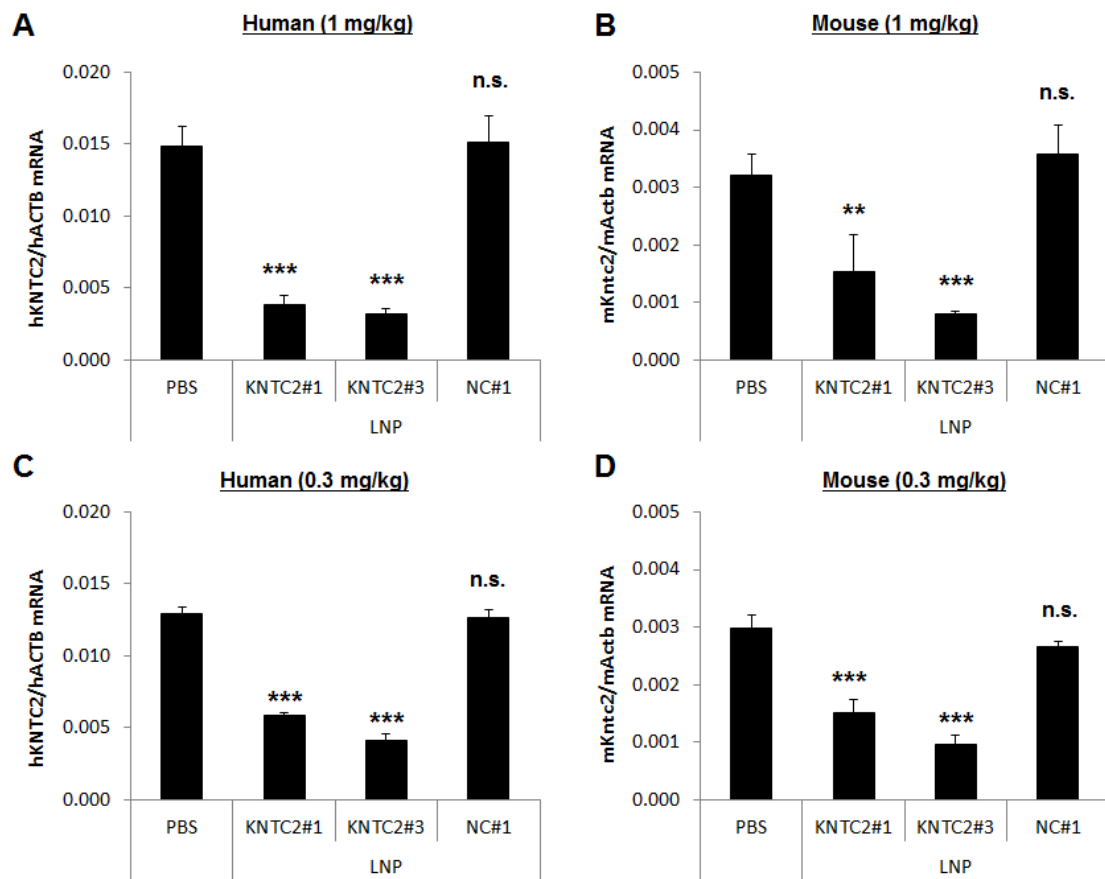 A
Human (1 mg/kg)
hKNTC2/hACTB mRNA
0.020
0.015
0.010
0.005
0.000
***
***
n.s.
PBS
KNTC2#1
KNTC2#3
NC#1
LNP
B
Mouse (1 mg/kg)
mKntc2/mActb mRNA
0.005
0.004
0.003
0.002
0.001
0.000
**
***
n.s.
PBS
KNTC2#1
KNTC2#3
NC#1
LNP
C
Human (0.3 mg/kg)
hKNTC2/hACTB mRNA
0.020
0.015
0.010
0.005
0.000
***
***
n.s.
PBS
KNTC2#1
KNTC2#3
NC#1
LNP
D
Mouse (0.3 mg/kg)
mKntc2/mActb mRNA
0.005
0.004
0.003
0.002
0.001
0.000
***
***
n.s.
PBS
KNTC2#1
KNTC2#3
NC#1
LNP